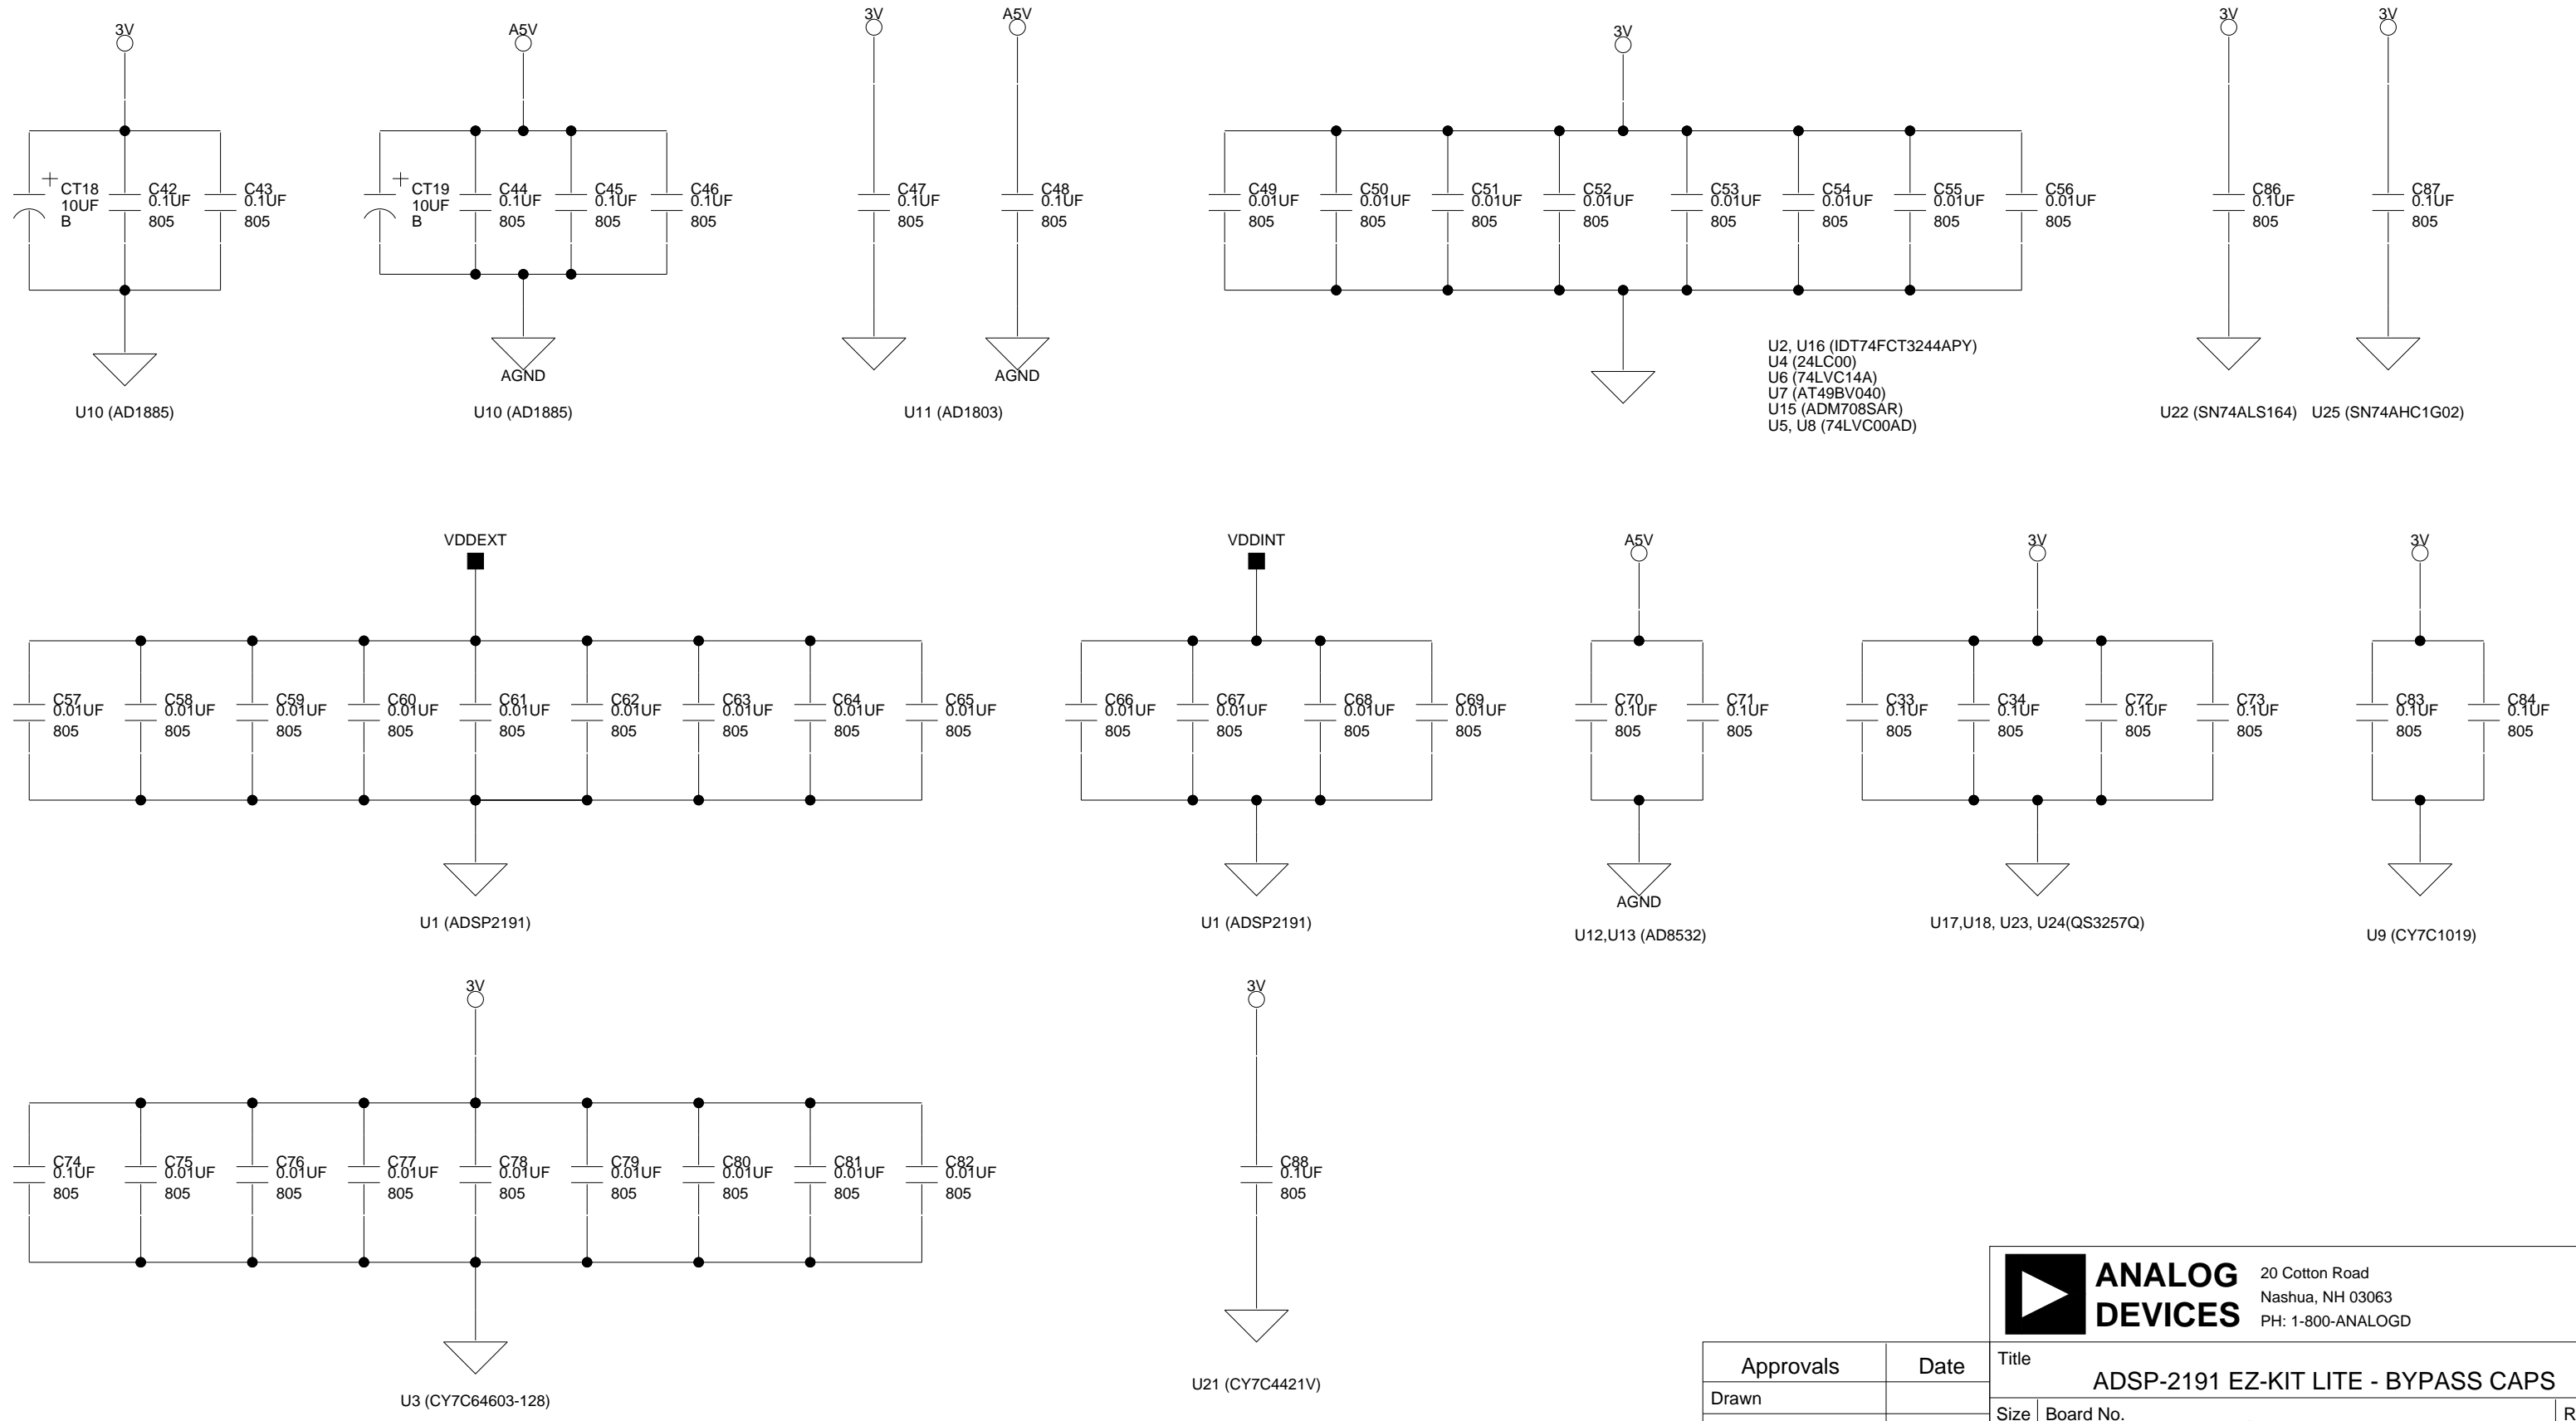 3V
CT18
10UF
B
C42
0.1UF
805
C43
0.1UF
805
U10 (AD1885)
A5V
CT19
10UF
B
C44
0.1UF
805
C45
0.1UF
805
C46
0.1UF
805
AGND
U10 (AD1885)
3V
C47
0.1UF
805
A5V
C48
0.1UF
805
AGND
U11 (AD1803)
3V
C49
0.01UF
805
C50
0.01UF
805
C51
0.01UF
805
C52
0.01UF
805
C53
0.01UF
805
C54
0.01UF
805
C55
0.01UF
805
C56
0.01UF
805
U2, U16 (IDT74FCT3244APY)
U4 (24LC00)
U6 (74LVC14A)
U7 (AT49BV040)
U15 (ADM708SAR)
U5, U8 (74LVC00AD)
3V
C86
0.1UF
805
U22 (SN74ALS164)
3V
C87
0.1UF
805
U25 (SN74AHC1G02)
VDDEXT
C57
0.01UF
805
C58
0.01UF
805
C59
0.01UF
805
C60
0.01UF
805
C61
0.01UF
805
C62
0.01UF
805
C63
0.01UF
805
C64
0.01UF
805
C65
0.01UF
805
U1 (ADSP2191)
VDDINT
C66
0.01UF
805
C67
0.01UF
805
C68
0.01UF
805
C69
0.01UF
805
U1 (ADSP2191)
A5V
C70
0.1UF
805
C71
0.1UF
805
AGND
U12,U13 (AD8532)
3V
C33
0.1UF
805
C34
0.1UF
805
C72
0.1UF
805
C73
0.1UF
805
U17,U18, U23, U24(QS3257Q)
3V
C83
0.1UF
805
C84
0.1UF
805
U9 (CY7C1019)
3V
C74
0.1UF
805
C75
0.01UF
805
C76
0.01UF
805
C77
0.01UF
805
C78
0.01UF
805
C79
0.01UF
805
C80
0.01UF
805
C81
0.01UF
805
C82
0.01UF
805
U3 (CY7C64603-128)
3V
C88
0.1UF
805
U21 (CY7C4421V)
ANALOG
DEVICES
20 Cotton Road
Nashua, NH 03063
PH: 1-800-ANALOGD
Approvals
Date
Drawn
Title
ADSP-2191 EZ-KIT LITE - BYPASS CAPS
Size
Board No.